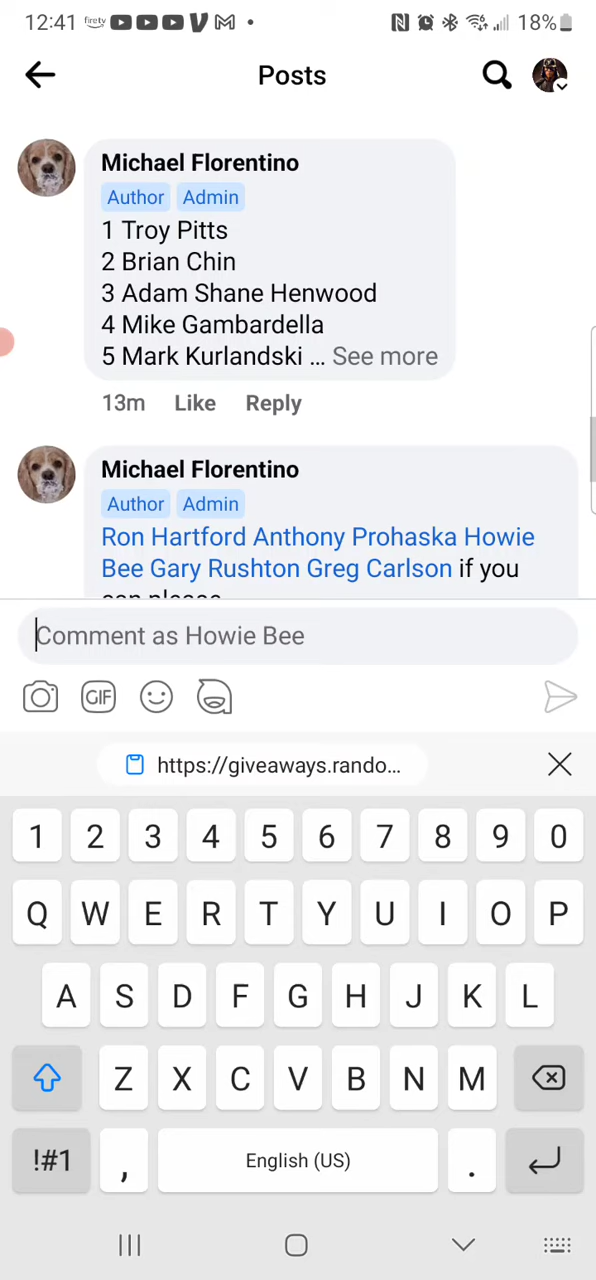 12:41 firetv 18%
Posts
Michael Florentino
Author Admin
1 Troy Pitts
2 Brian Chin
3 Adam Shane Henwood
4 Mike Gambardella
5 Mark Kurlandski ... See more
13m Like Reply
Michael Florentino
Author Admin
Ron Hartford Anthony Prohaska Howie
Bee Gary Rushton Greg Carlson if you
can please
Comment as Howie Bee
GIF
https://giveaways.rando...
1 2 3 4 5 6 7 8 9 0
Q W E R T Y U I O P
A S D F G H J K L
Z X C V B N M
!#1 , English (US) .